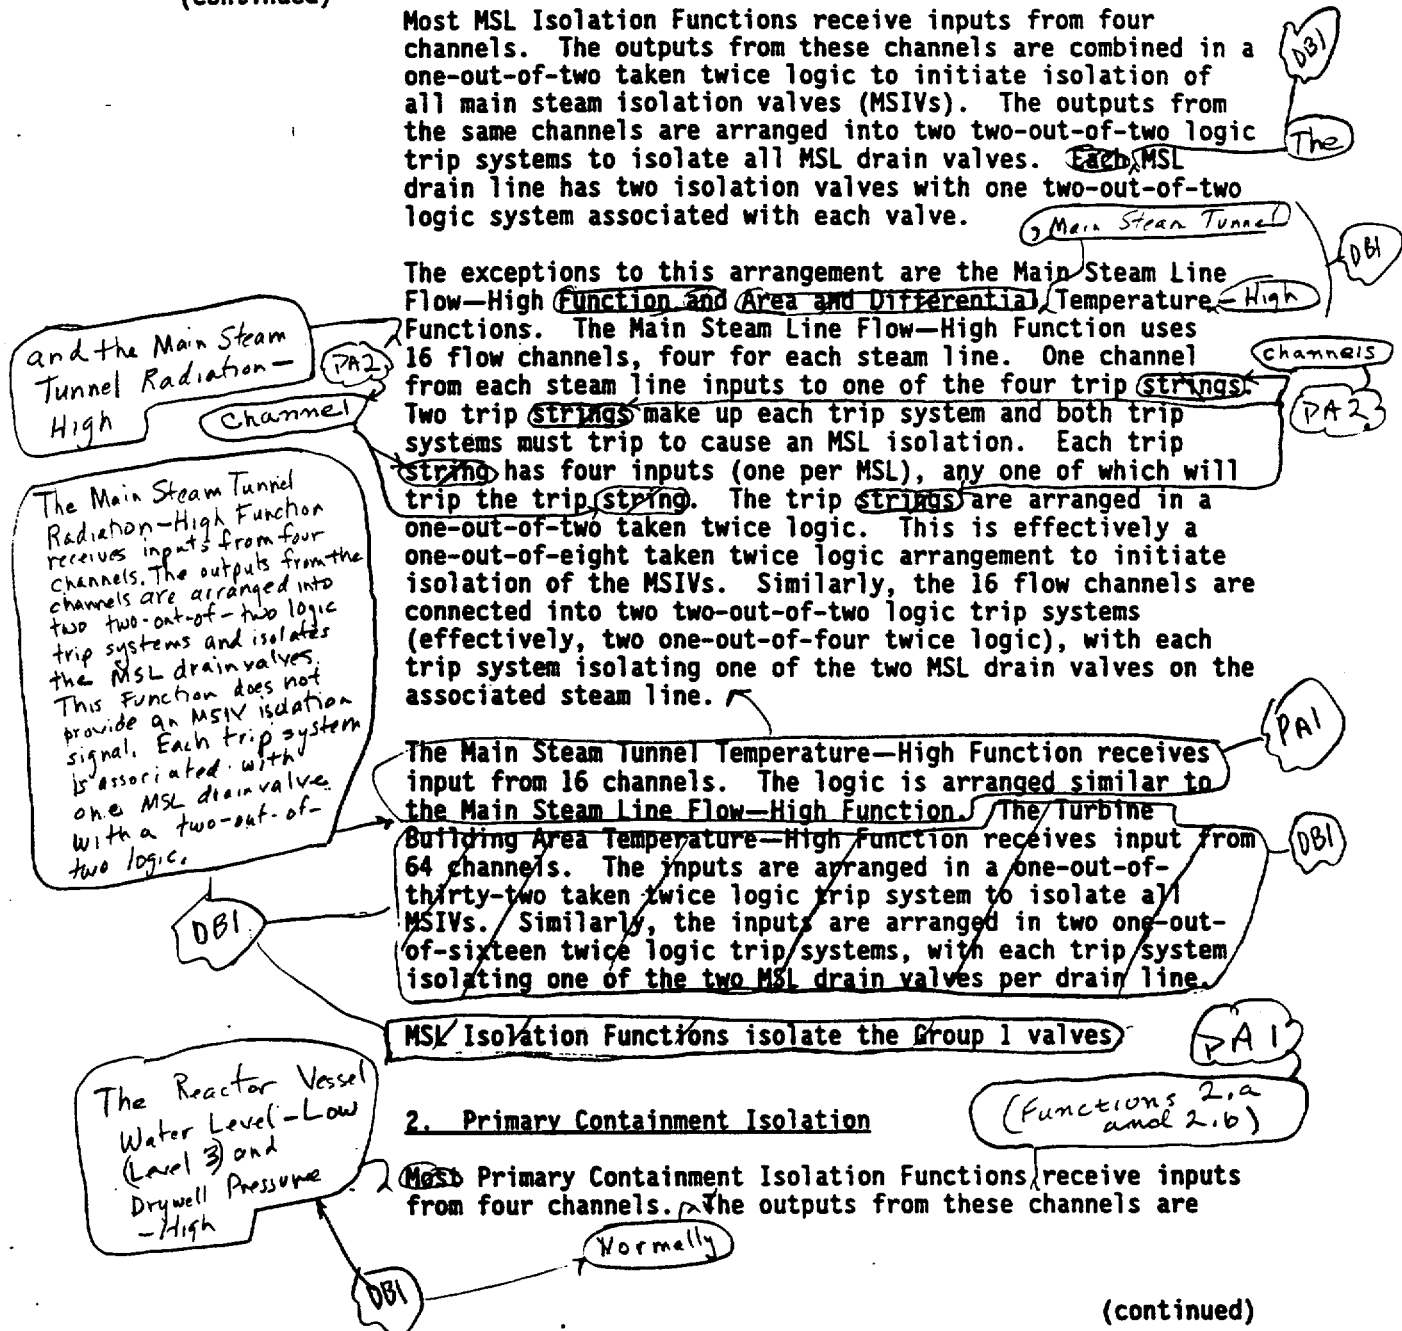 (continued)
Most MSL Isolation Functions receive inputs from four
channels.  The outputs from these channels are combined in a
one-out-of-two taken twice logic to initiate isolation of
all main steam isolation valves (MSIVs).  The outputs from
the same channels are arranged into two two-out-of-two logic
trip systems to isolate all MSL drain valves.  Each MSL
drain line has two isolation valves with one two-out-of-two
logic system associated with each valve.
DB1
The
, Main Steam Tunnel
DB1
The exceptions to this arrangement are the Main Steam Line
Flow—High Function and Area and Differential Temperature - High
Functions.  The Main Steam Line Flow—High Function uses
16 flow channels, four for each steam line.  One channel
from each steam line inputs to one of the four trip strings.
Two trip strings make up each trip system and both trip
systems must trip to cause an MSL isolation.  Each trip
string has four inputs (one per MSL), any one of which will
trip the trip string.  The trip strings are arranged in a
one-out-of-two taken twice logic.  This is effectively a
one-out-of-eight taken twice logic arrangement to initiate
isolation of the MSIVs.  Similarly, the 16 flow channels are
connected into two two-out-of-two logic trip systems
(effectively, two one-out-of-four twice logic), with each
trip system isolating one of the two MSL drain valves on the
associated steam line.
channels
PA2
and the Main Steam
Tunnel Radiation—
High
PA2
Channel
The Main Steam Tunnel
Radiation—High Function
receives inputs from four
channels. The outputs from the
channels are arranged into
two two-out-of-two logic
trip systems and isolates
the MSL drain valves.
This Function does not
provide an MSIV isolation
signal. Each trip system
is associated with
one MSL drain valve
with a two-out-of-
two logic.
DB1
The Main Steam Tunnel Temperature—High Function receives
input from 16 channels.  The logic is arranged similar to
the Main Steam Line Flow—High Function.  The Turbine
Building Area Temperature—High Function receives input from
64 channels.  The inputs are arranged in a one-out-of-
thirty-two taken twice logic trip system to isolate all
MSIVs.  Similarly, the inputs are arranged in two one-out-
of-sixteen twice logic trip systems, with each trip system
isolating one of the two MSL drain valves per drain line.
PA1
DB1
MSL Isolation Functions isolate the Group 1 valves
PA1
(Functions 2.a
and 2.b)
2.  Primary Containment Isolation
The Reactor Vessel
Water Level-Low
(Level 3) and
Drywell Pressure
-High
Most Primary Containment Isolation Functions receive inputs
from four channels.  The outputs from these channels are
Normally
DB1
(continued)